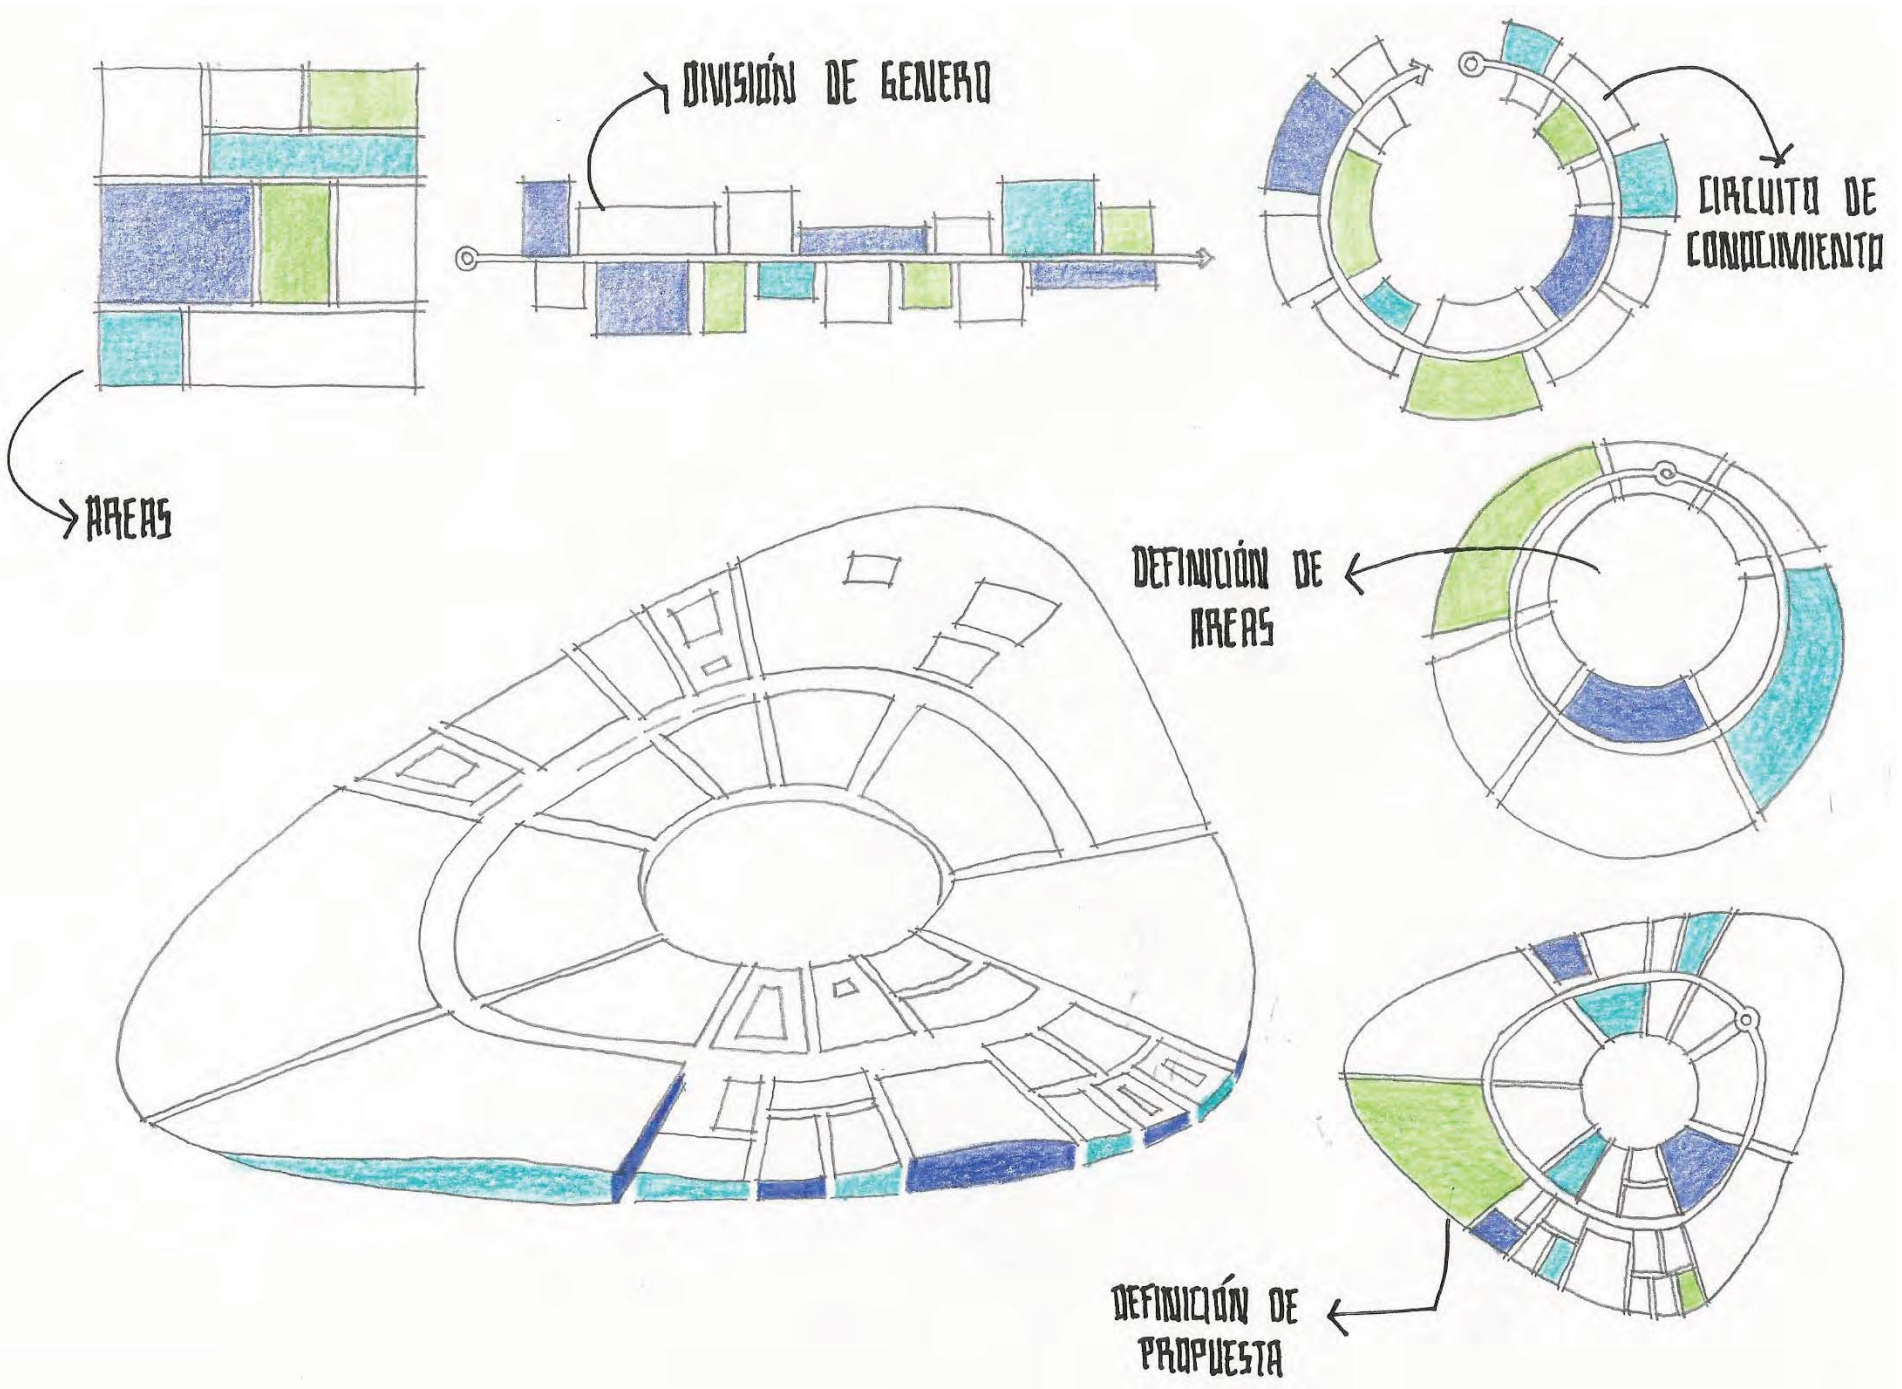 DIVISIÓN DE GENERO
CIRCUITO DE
CONOCIMIENTO
AREAS
DEFINICIÓN DE
AREAS
DEFINICIÓN DE
PROPUESTA